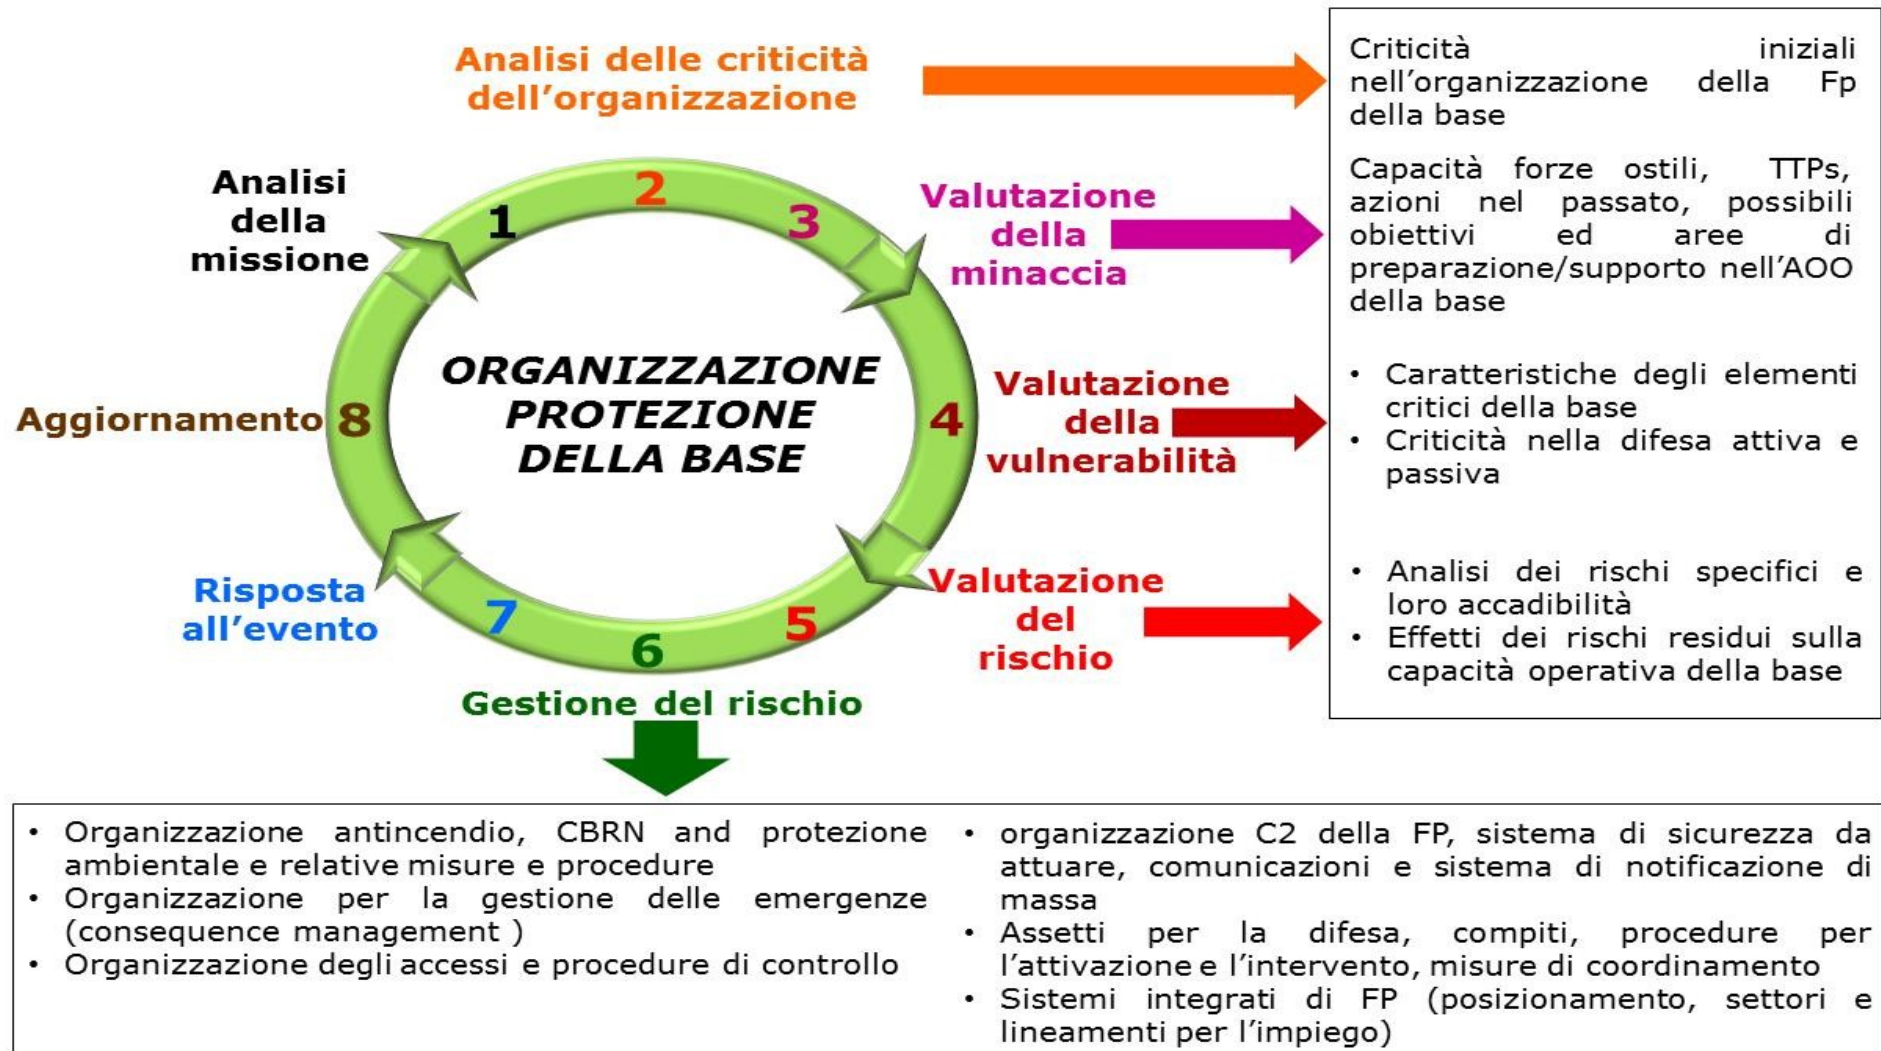 Analisi delle criticità
dell'organizzazione
Criticità iniziali
nell'organizzazione della Fp
della base
Analisi
della
missione
1
2
3
Valutazione
della
minaccia
Capacità forze ostili, TTPs,
azioni nel passato, possibili
obiettivi ed aree di
preparazione/supporto nell'AOO
della base
ORGANIZZAZIONE
PROTEZIONE
DELLA BASE
4
Valutazione
della
vulnerabilità
• Caratteristiche degli elementi
critici della base
• Criticità nella difesa attiva e
passiva
5
Valutazione
del
rischio
• Analisi dei rischi specifici e
loro accadibilità
• Effetti dei rischi residui sulla
capacità operativa della base
6
Gestione del rischio
7
Risposta
all'evento
Aggiornamento
8
• Organizzazione antincendio, CBRN and protezione
ambientale e relative misure e procedure
• Organizzazione per la gestione delle emergenze
(consequence management )
• Organizzazione degli accessi e procedure di controllo
• organizzazione C2 della FP, sistema di sicurezza da
attuare, comunicazioni e sistema di notificazione di
massa
• Assetti per la difesa, compiti, procedure per
l'attivazione e l'intervento, misure di coordinamento
• Sistemi integrati di FP (posizionamento, settori e
lineamenti per l'impiego)